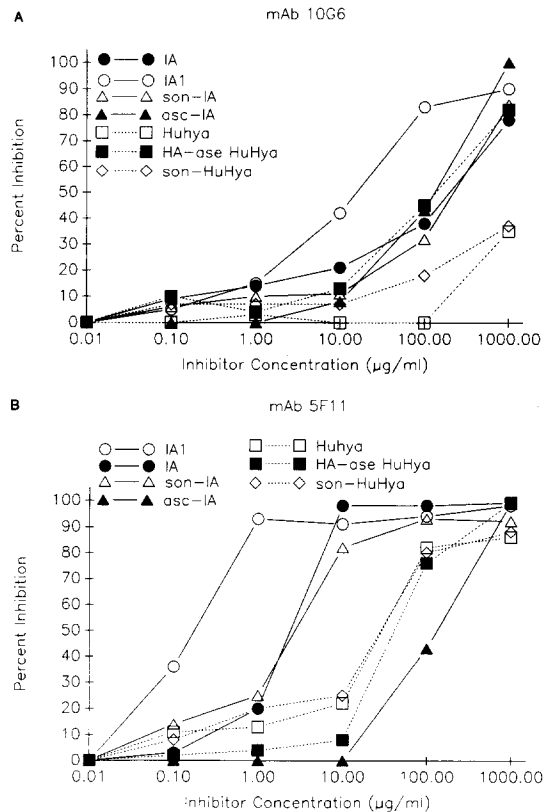 A
mAb 10G6
IA
IA1
son-IA
asc-IA
Huhya
HA-ase HuHya
son-HuHya
100
90
80
70
60
50
40
30
20
10
0
Percent Inhibition
0.01 0.10 1.00 10.00 100.00 1000.00
Inhibitor Concentration (µg/ml)
B
mAb 5F11
IA1
IA
son-IA
asc-IA
Huhya
HA-ase HuHya
son-HuHya
100
90
80
70
60
50
40
30
20
10
0
Percent Inhibition
0.01 0.10 1.00 10.00 100.00 1000.00
Inhibitor Concentration (µg/ml)